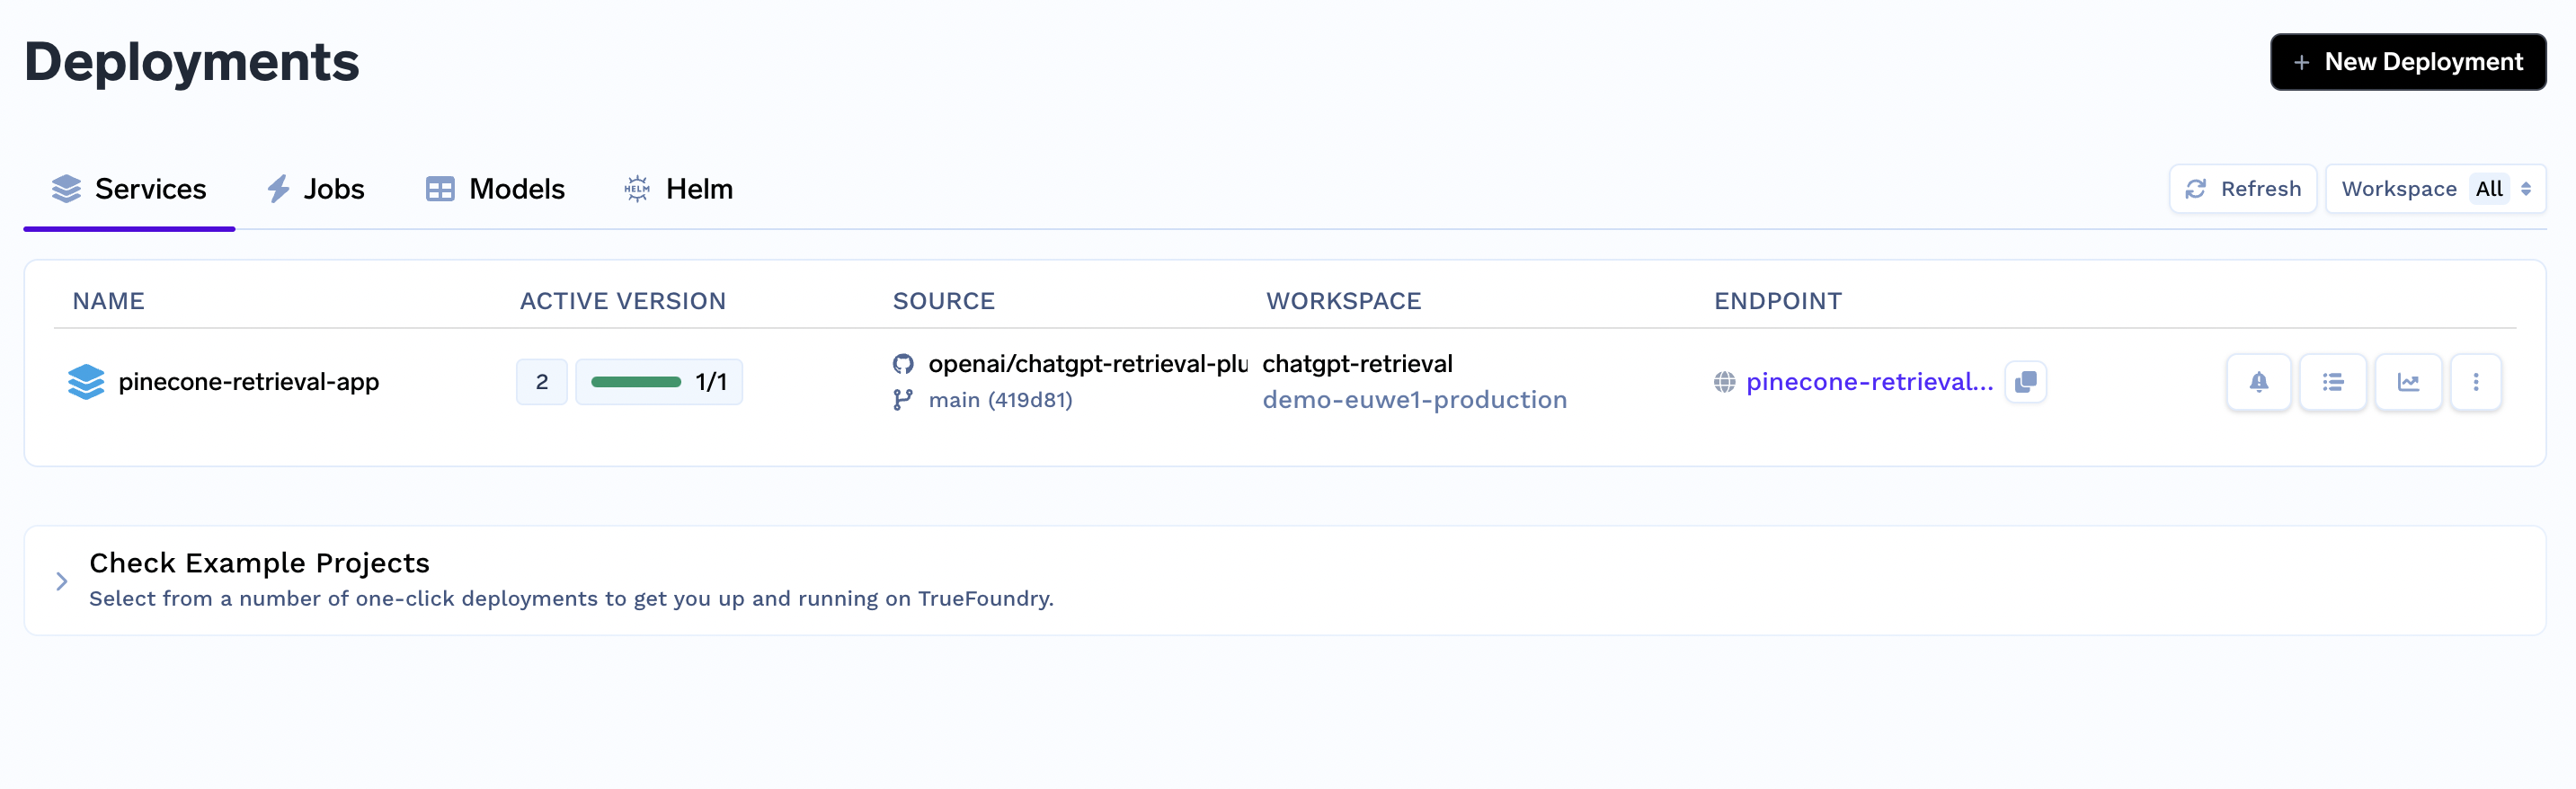 Deployments
+ New Deployment
Services Jobs Models HELM Helm
Refresh Workspace All
NAME ACTIVE VERSION SOURCE WORKSPACE ENDPOINT
pinecone-retrieval-app 2 1/1 openai/chatgpt-retrieval-plu chatgpt-retrieval pinecone-retrieval...
main (419d81) demo-euwe1-production
Check Example Projects
Select from a number of one-click deployments to get you up and running on TrueFoundry.